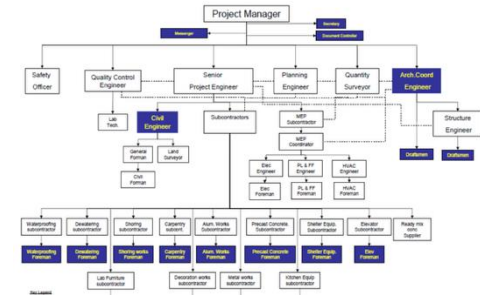 Project Manager
Messenger
Secretary
Document Controller
Safety
Officer
Quality Control
Engineer
Senior
Project Engineer
Planning
Engineer
Quantity
Surveyor
Arch.Coord
Engineer
Lab
Tech.
Civil
Engineer
Subcontractors
MEP
Subcontractor
Structure
Engineer
MEP
Coordinator
General
Forman
Land
Surveyor
Draftsmen
Draftsmen
Elec
Engineer
PL & FF
Engineer
HVAC
Engineer
Civil
Forman
Elec
Foreman
PL & FF
Foreman
HVAC
Foreman
Waterproofing
subcontractor
Dewatering
subcontractor
Shoring
subcontractor
Carpentry
subcont.
Alum. Works
Subcontractor
Precast Concrete
Subcontractor
Shelter Equip.
Subcontractor
Elevator
Subcontractor
Ready mix
conc
Supplier
Waterproofing
Foreman
Dewatering
Foreman
Shoring works
Foreman
Carpentry
Foreman
Alum. Works
Foreman
Precast Concrete
Foreman
Shelter Equip.
Foreman
Elev
Foreman
Lab Furniture
subcontractor
Decoration works
subcontractor
Metal works
subcontractor
Kitchen Equip.
subcontractor